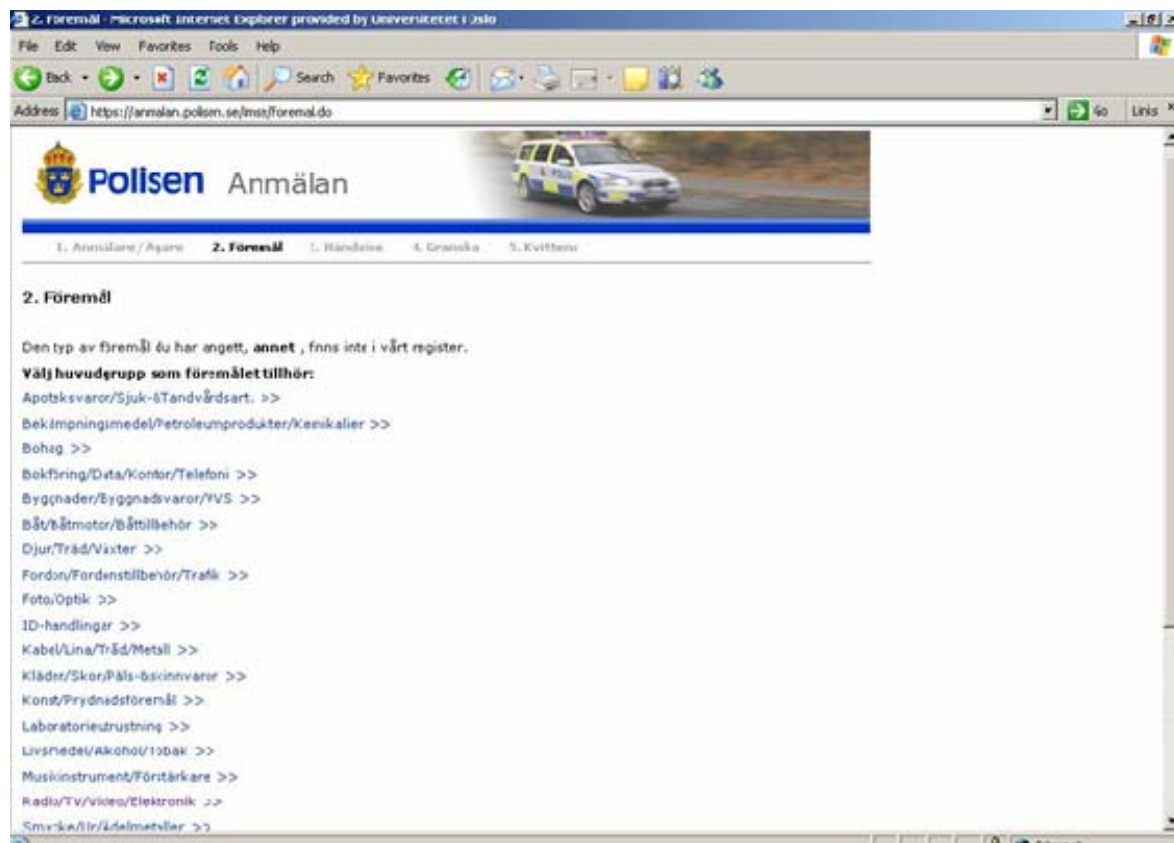 2. Föremål - Microsoft Internet Explorer provided by Universitetet i Oslo
File Edit View Favorites Tools Help
Back Search Favorites
Address https://anmalan.polisen.se/ Go Links
Polisen Anmälan
1. Anmälare/Ägare 2. Föremål 3. Händelse 4. Granska 5. Kvittens
2. Föremål
Den typ av föremål du har angett, annet , finns inte i vårt register.
Välj huvudgrupp som föremålet tillhör:
Apoteksvaror/Sjuk-&Tandvårdsart. >>
Bekämpningsmedel/Petroleumprodukter/Kemikalier >>
Bohag >>
Bokföring/Data/Kontor/Telefoni >>
Byggnader/Byggnadsvaror/VVS >>
Båt/Båtmotor/Båttillbehör >>
Djur/Träd/Växter >>
Fordon/Fordonstillbehör/Trafik >>
Foto/Optik >>
ID-handlingar >>
Kabel/Lina/Tråd/Metall >>
Kläder/Skor/Päls-&skinnvaror >>
Konst/Prydnadsföremål >>
Laboratorieutrustning >>
Livsmedel/Alkohol/Tobak >>
Musikinstrument/Förstärkare >>
Radio/TV/Video/Elektronik >>
Smycke/Ur/Ädelmetaller >>